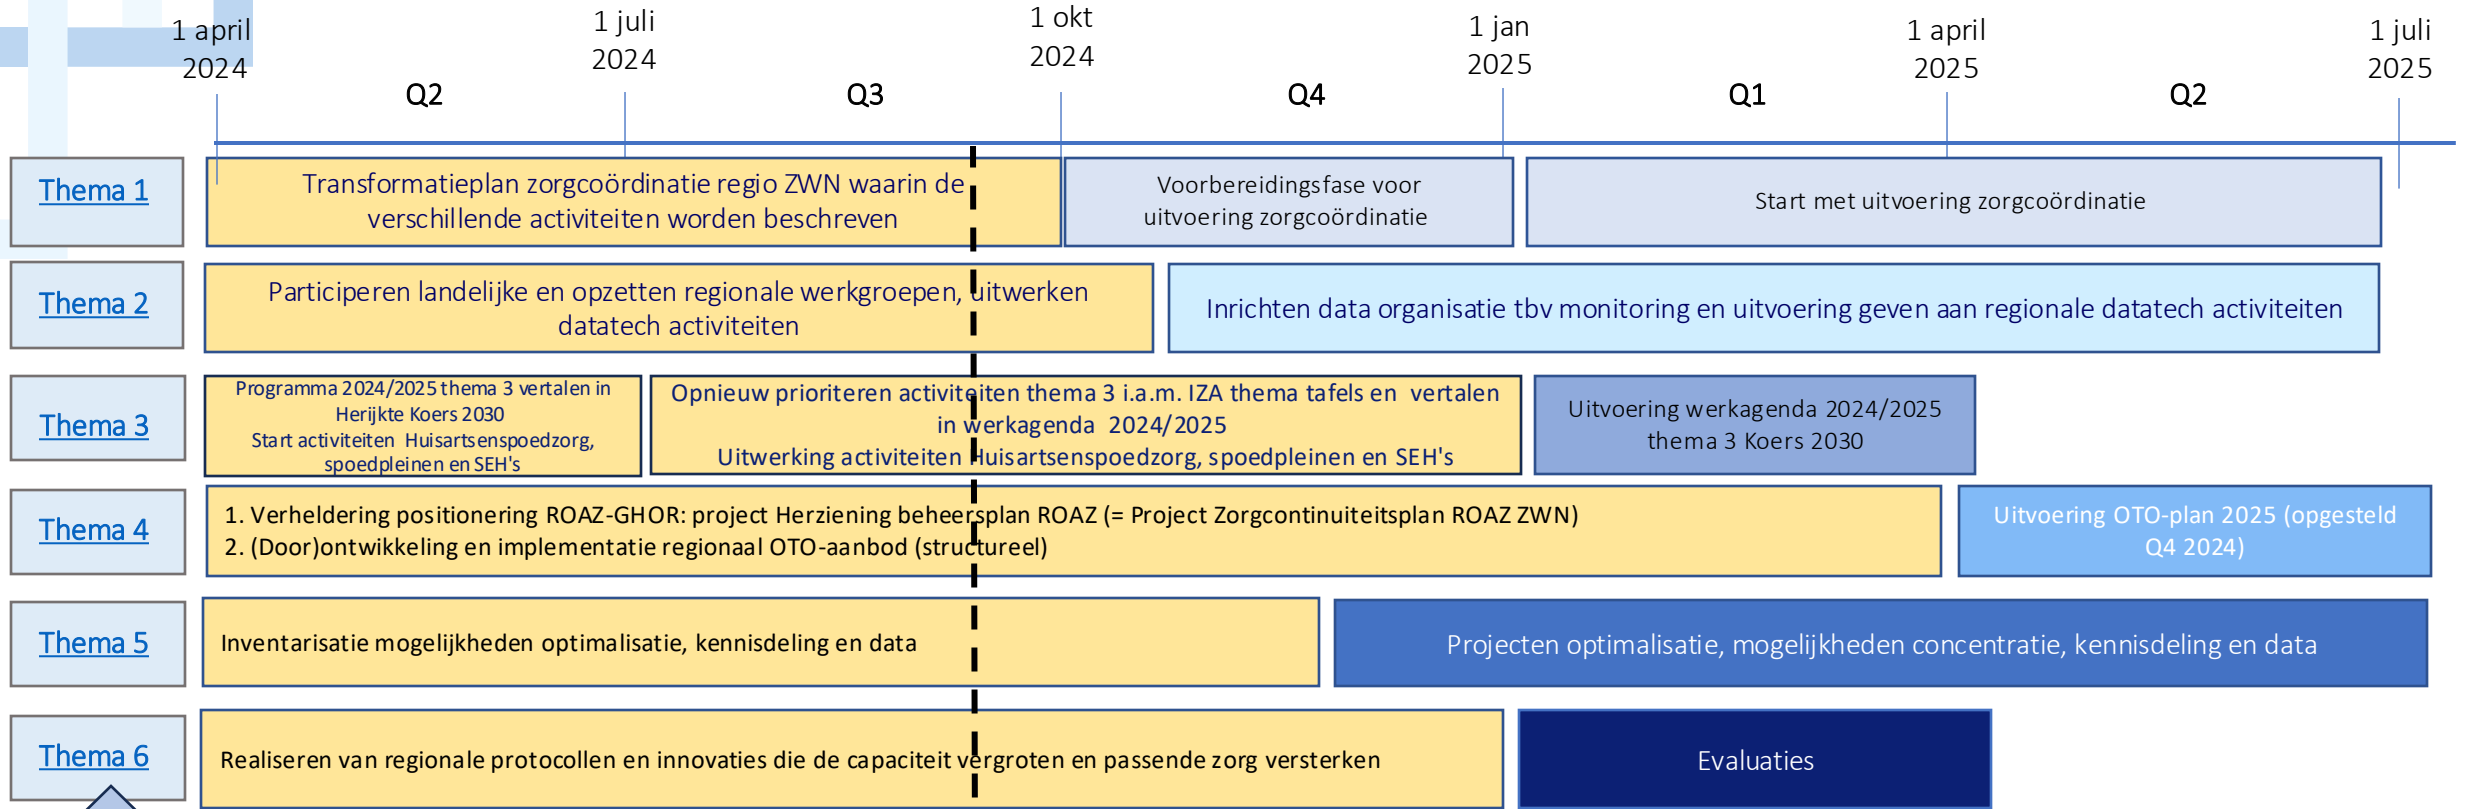 1 april
2024
1 juli
2024
1 okt
2024
1 jan
2025
1 april
2025
1 juli
2025
Q2
Q3
Q4
Q1
Q2
Thema 1
Transformatieplan zorgcoördinatie regio ZWN waarin de
verschillende activiteiten worden beschreven
Voorbereidingsfase voor
uitvoering zorgcoördinatie
Start met uitvoering zorgcoördinatie
Thema 2
Participeren landelijke en opzetten regionale werkgroepen, uitwerken
datatech activiteiten
Inrichten data organisatie tbv monitoring en uitvoering geven aan regionale datatech activiteiten
Thema 3
Programma 2024/2025 thema 3 vertalen in
Herijkte Koers 2030
Start activiteiten Huisartsenspoedzorg,
spoedpleinen en SEH's
Opnieuw prioriteren activiteiten thema 3 i.a.m. IZA thema tafels en vertalen
in werkagenda 2024/2025
Uitwerking activiteiten Huisartsenspoedzorg, spoedpleinen en SEH's
Uitvoering werkagenda 2024/2025
thema 3 Koers 2030
Thema 4
1. Verheldering positionering ROAZ-GHOR: project Herziening beheersplan ROAZ (= Project Zorgcontinuiteitsplan ROAZ ZWN)
2. (Door)ontwikkeling en implementatie regionaal OTO-aanbod (structureel)
Uitvoering OTO-plan 2025 (opgesteld
Q4 2024)
Thema 5
Inventarisatie mogelijkheden optimalisatie, kennisdeling en data
Projecten optimalisatie, mogelijkheden concentratie, kennisdeling en data
Thema 6
Realiseren van regionale protocollen en innovaties die de capaciteit vergroten en passende zorg versterken
Evaluaties